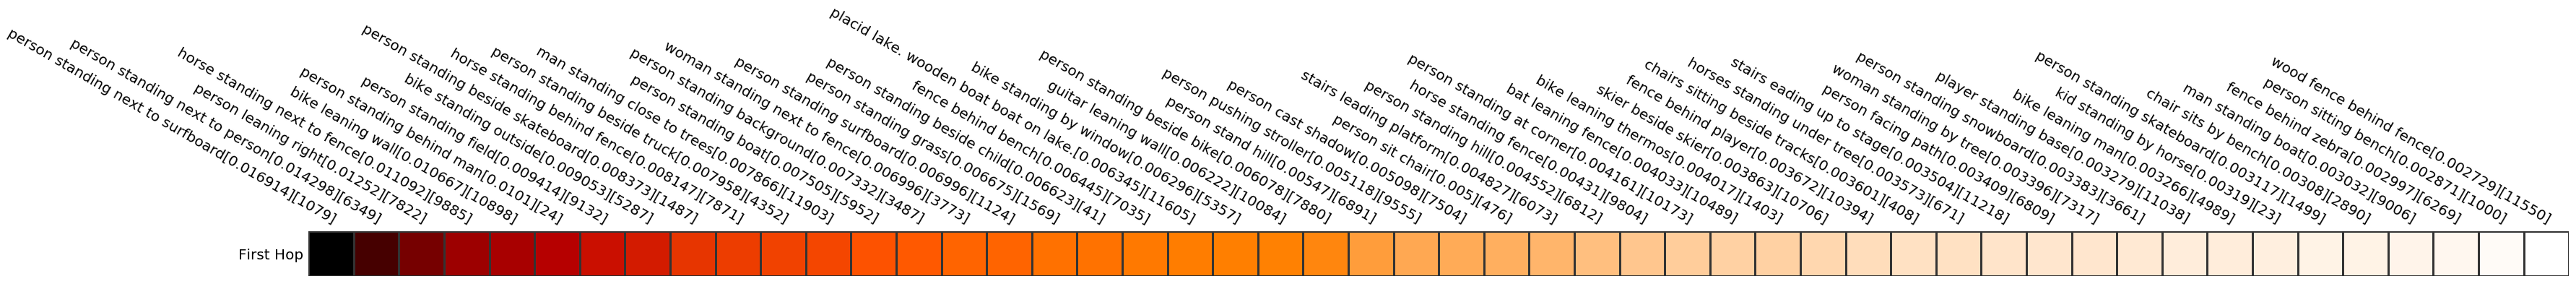 person standing next to surfboard[0.016914][1079]
person standing next to person[0.014298][6349]
person leaning right[0.01252][7822]
horse standing next to fence[0.011092][9885]
bike leaning wall[0.010667][10898]
person standing behind man[0.0101][24]
person standing field[0.009414][9132]
bike standing outside[0.009053][5287]
person standing beside skateboard[0.008373][1487]
horse standing behind fence[0.008147][7871]
person standing beside truck[0.007958][4352]
man standing close to trees[0.007866][11903]
person standing boat[0.007505][5952]
person standing background[0.007332][3487]
woman standing next to fence[0.006996][3773]
person standing surfboard[0.006996][1124]
person standing grass[0.006675][1569]
person standing beside child[0.006623][41]
fence behind bench[0.006445][7035]
placid lake. wooden boat boat on lake.[0.006345][11605]
bike standing by window[0.006296][5357]
guitar leaning wall[0.006222][10084]
person standing beside bike[0.006078][7880]
person stand hill[0.00547][6891]
person pushing stroller[0.005118][9555]
person cast shadow[0.005098][7504]
person sit chair[0.005][476]
stairs leading platform[0.004827][6073]
person standing hill[0.004552][6812]
horse standing fence[0.00431][9804]
person standing at corner[0.004161][10173]
bat leaning fence[0.004033][10489]
bike leaning thermos[0.004017][1403]
skier beside skier[0.003863][10706]
fence behind player[0.003672][10394]
chairs sitting beside tracks[0.003601][408]
horses standing under tree[0.003573][671]
stairs eading up to stage[0.003504][11218]
person facing path[0.003409][6809]
woman standing by tree[0.003396][7317]
person standing snowboard[0.003383][3661]
player standing base[0.003279][11038]
bike leaning man[0.003266][4989]
kid standing by horse[0.00319][23]
person standing skateboard[0.003117][1499]
chair sits by bench[0.00308][2890]
man standing boat[0.003032][9006]
fence behind zebra[0.002997][6269]
person sitting bench[0.002871][1000]
wood fence behind fence[0.002729][11550]
First Hop